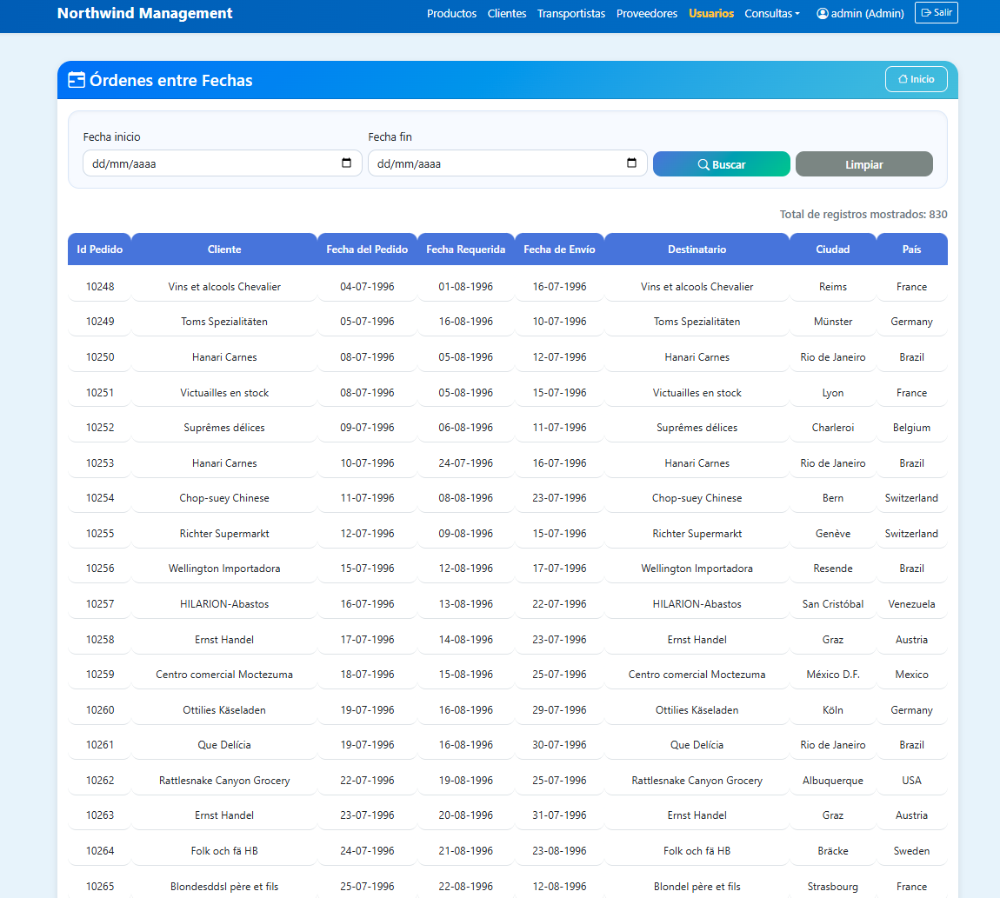 Northwind Management Productos Clientes Transportistas Proveedores Usuarios Consultas admin (Admin) Salir
Órdenes entre Fechas Inicio
Fecha inicio Fecha fin
dd/mm/aaaa dd/mm/aaaa Buscar Limpiar
Total de registros mostrados: 830
Id Pedido Cliente Fecha del Pedido Fecha Requerida Fecha de Envío Destinatario Ciudad País
10248 Vins et alcools Chevalier 04-07-1996 01-08-1996 16-07-1996 Vins et alcools Chevalier Reims France
10249 Toms Spezialitäten 05-07-1996 16-08-1996 10-07-1996 Toms Spezialitäten Münster Germany
10250 Hanari Carnes 08-07-1996 05-08-1996 12-07-1996 Hanari Carnes Rio de Janeiro Brazil
10251 Victuailles en stock 08-07-1996 05-08-1996 15-07-1996 Victuailles en stock Lyon France
10252 Suprêmes délices 09-07-1996 06-08-1996 11-07-1996 Suprêmes délices Charleroi Belgium
10253 Hanari Carnes 10-07-1996 24-07-1996 16-07-1996 Hanari Carnes Rio de Janeiro Brazil
10254 Chop-suey Chinese 11-07-1996 08-08-1996 23-07-1996 Chop-suey Chinese Bern Switzerland
10255 Richter Supermarkt 12-07-1996 09-08-1996 15-07-1996 Richter Supermarkt Genève Switzerland
10256 Wellington Importadora 15-07-1996 12-08-1996 17-07-1996 Wellington Importadora Resende Brazil
10257 HILARION-Abastos 16-07-1996 13-08-1996 22-07-1996 HILARION-Abastos San Cristóbal Venezuela
10258 Ernst Handel 17-07-1996 14-08-1996 23-07-1996 Ernst Handel Graz Austria
10259 Centro comercial Moctezuma 18-07-1996 15-08-1996 25-07-1996 Centro comercial Moctezuma México D.F. Mexico
10260 Ottilies Käseladen 19-07-1996 16-08-1996 29-07-1996 Ottilies Käseladen Köln Germany
10261 Que Delícia 19-07-1996 16-08-1996 30-07-1996 Que Delícia Rio de Janeiro Brazil
10262 Rattlesnake Canyon Grocery 22-07-1996 19-08-1996 25-07-1996 Rattlesnake Canyon Grocery Albuquerque USA
10263 Ernst Handel 23-07-1996 20-08-1996 31-07-1996 Ernst Handel Graz Austria
10264 Folk och fä HB 24-07-1996 21-08-1996 23-08-1996 Folk och fä HB Bräcke Sweden
10265 Blondesddsl père et fils 25-07-1996 22-08-1996 12-08-1996 Blondel père et fils Strasbourg France